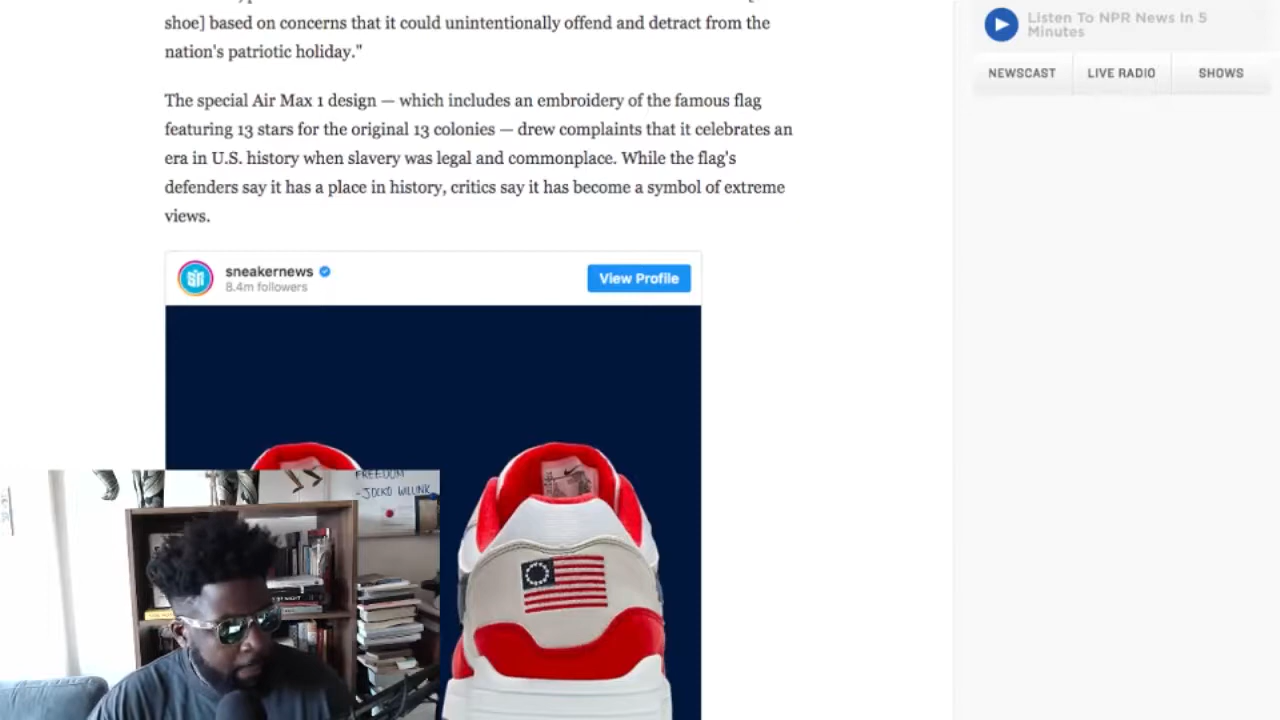 shoe] based on concerns that it could unintentionally offend and detract from the
nation's patriotic holiday."
The special Air Max 1 design — which includes an embroidery of the famous flag
featuring 13 stars for the original 13 colonies — drew complaints that it celebrates an
era in U.S. history when slavery was legal and commonplace. While the flag's
defenders say it has a place in history, critics say it has become a symbol of extreme
views.
sneakernews
8.4m followers
View Profile
Listen To NPR News In 5
Minutes
NEWSCAST
LIVE RADIO
SHOWS
FREEDOM
-JOCKO WILLINK